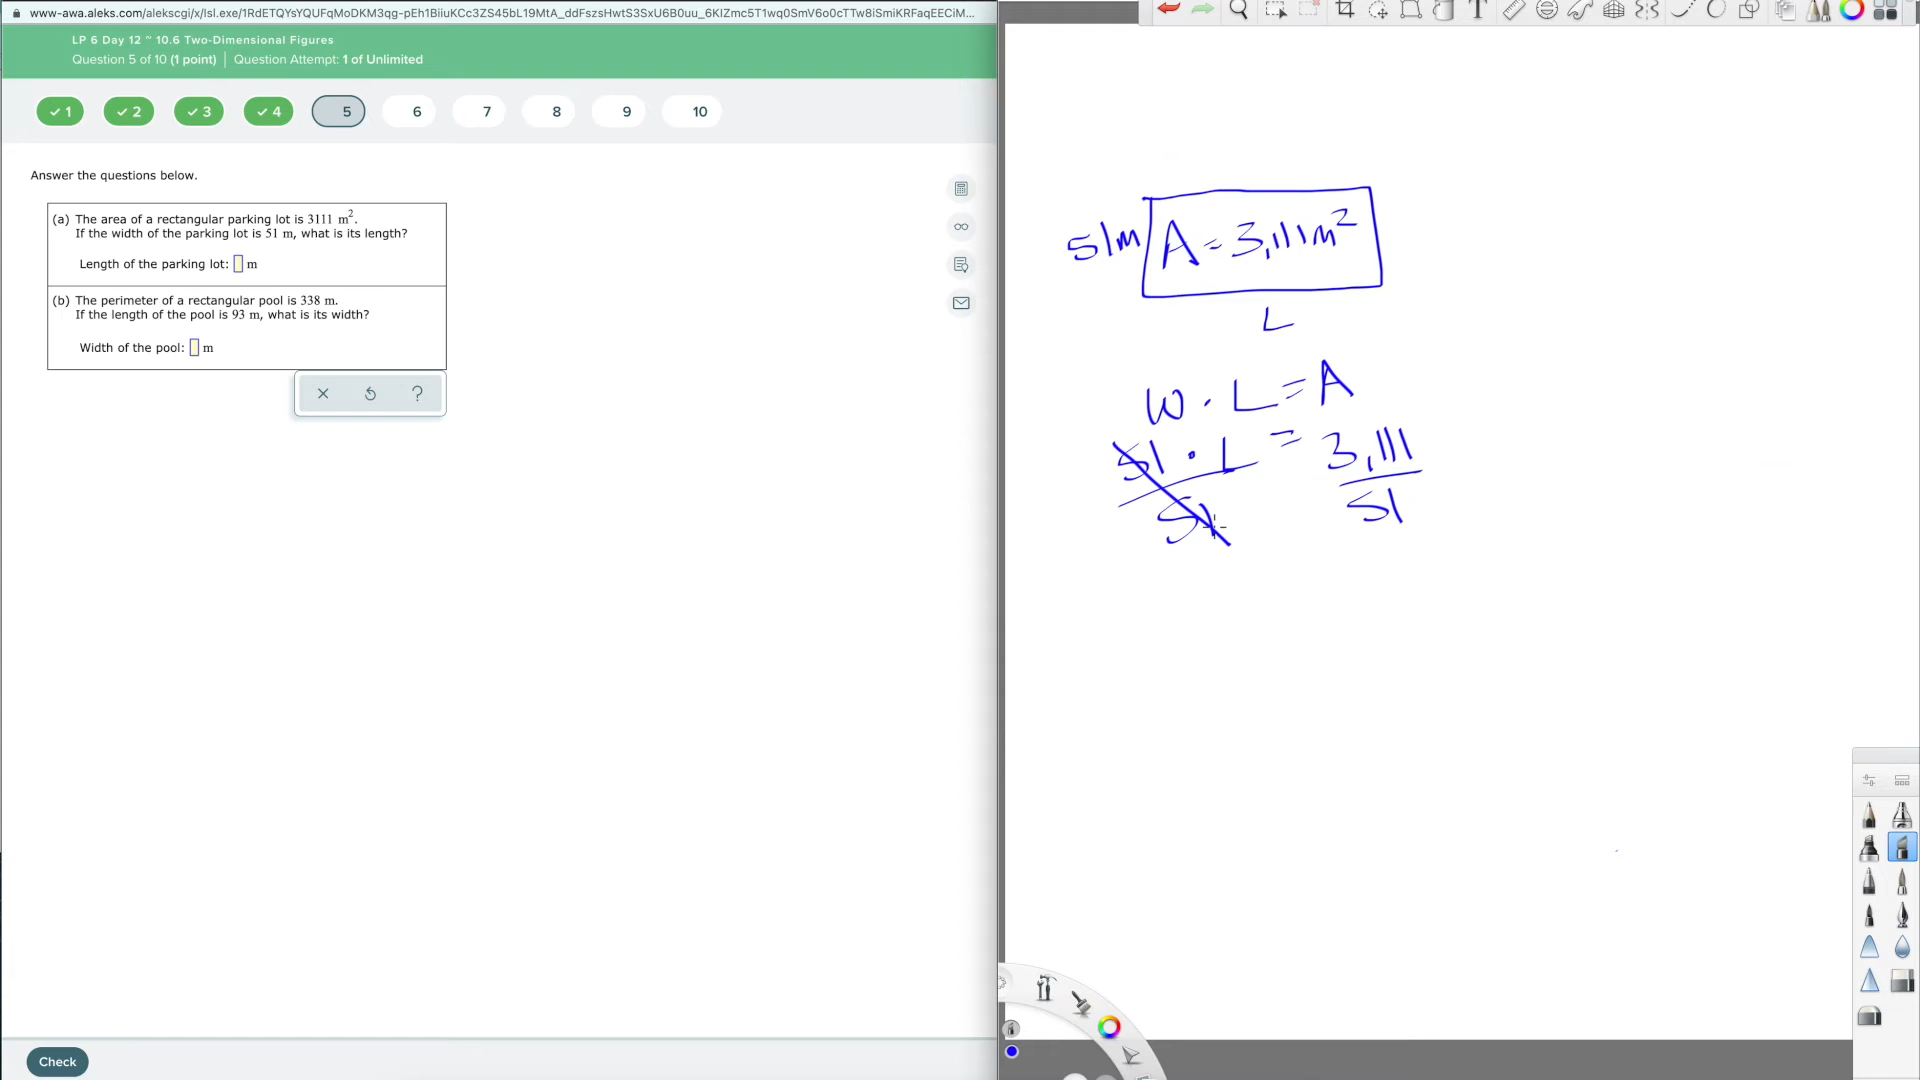 www-awa.aleks.com/alekscgi/x/lsl.exe/1RdETQYsYQUFqMoDKM3qg-pEh1BiiuKCc3ZS45bL19MtA_ddFszsHwtS3SxU6B0uu_6KIZmc5T1wq0SmV6o0cTTw8iSmiKRFaqEECiM...
LP 6 Day 12 ~ 10.6 Two-Dimensional Figures
Question 5 of 10 (1 point) | Question Attempt: 1 of Unlimited
✓ 1 ✓ 2 ✓ 3 ✓ 4 5 6 7 8 9 10
Answer the questions below.
(a) The area of a rectangular parking lot is 3111 m².
If the width of the parking lot is 51 m, what is its length?
Length of the parking lot: m
(b) The perimeter of a rectangular pool is 338 m.
If the length of the pool is 93 m, what is its width?
Width of the pool: m
?
Check
51m A = 3,111m²
L
W · L = A
51 · L = 3,111
51 51